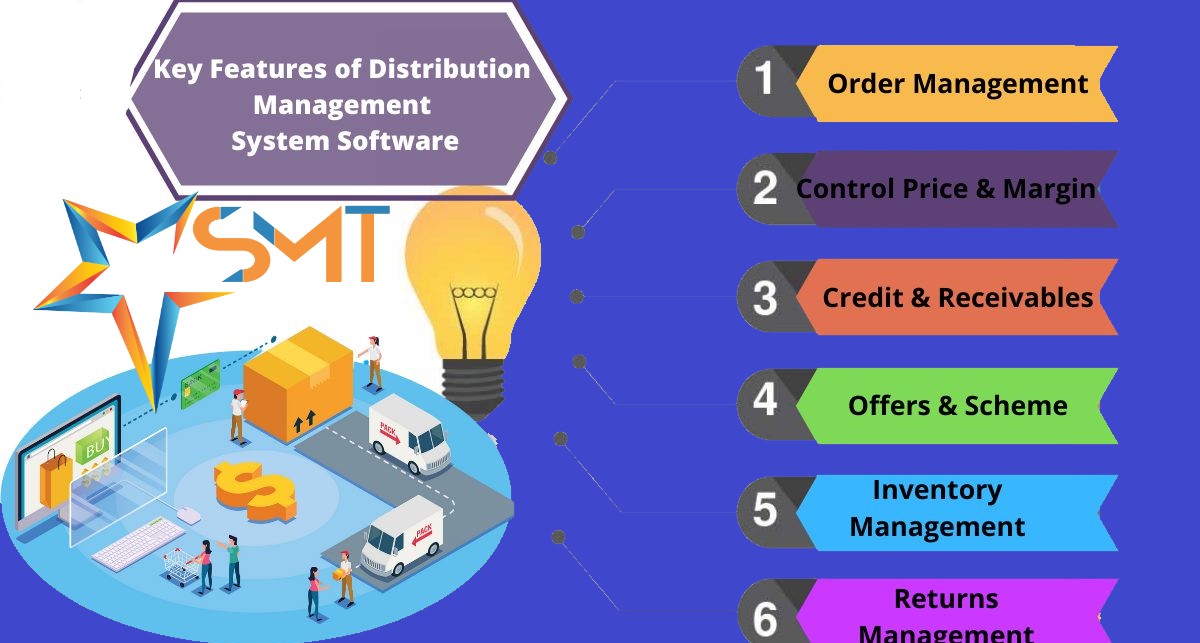 Key Features of Distribution
Management
System Software
SMT
BUY
PACK
PACK
1
Order Management
2
Control Price & Margin
3
Credit & Receivables
4
Offers & Scheme
5
Inventory
Management
6
Returns
Management